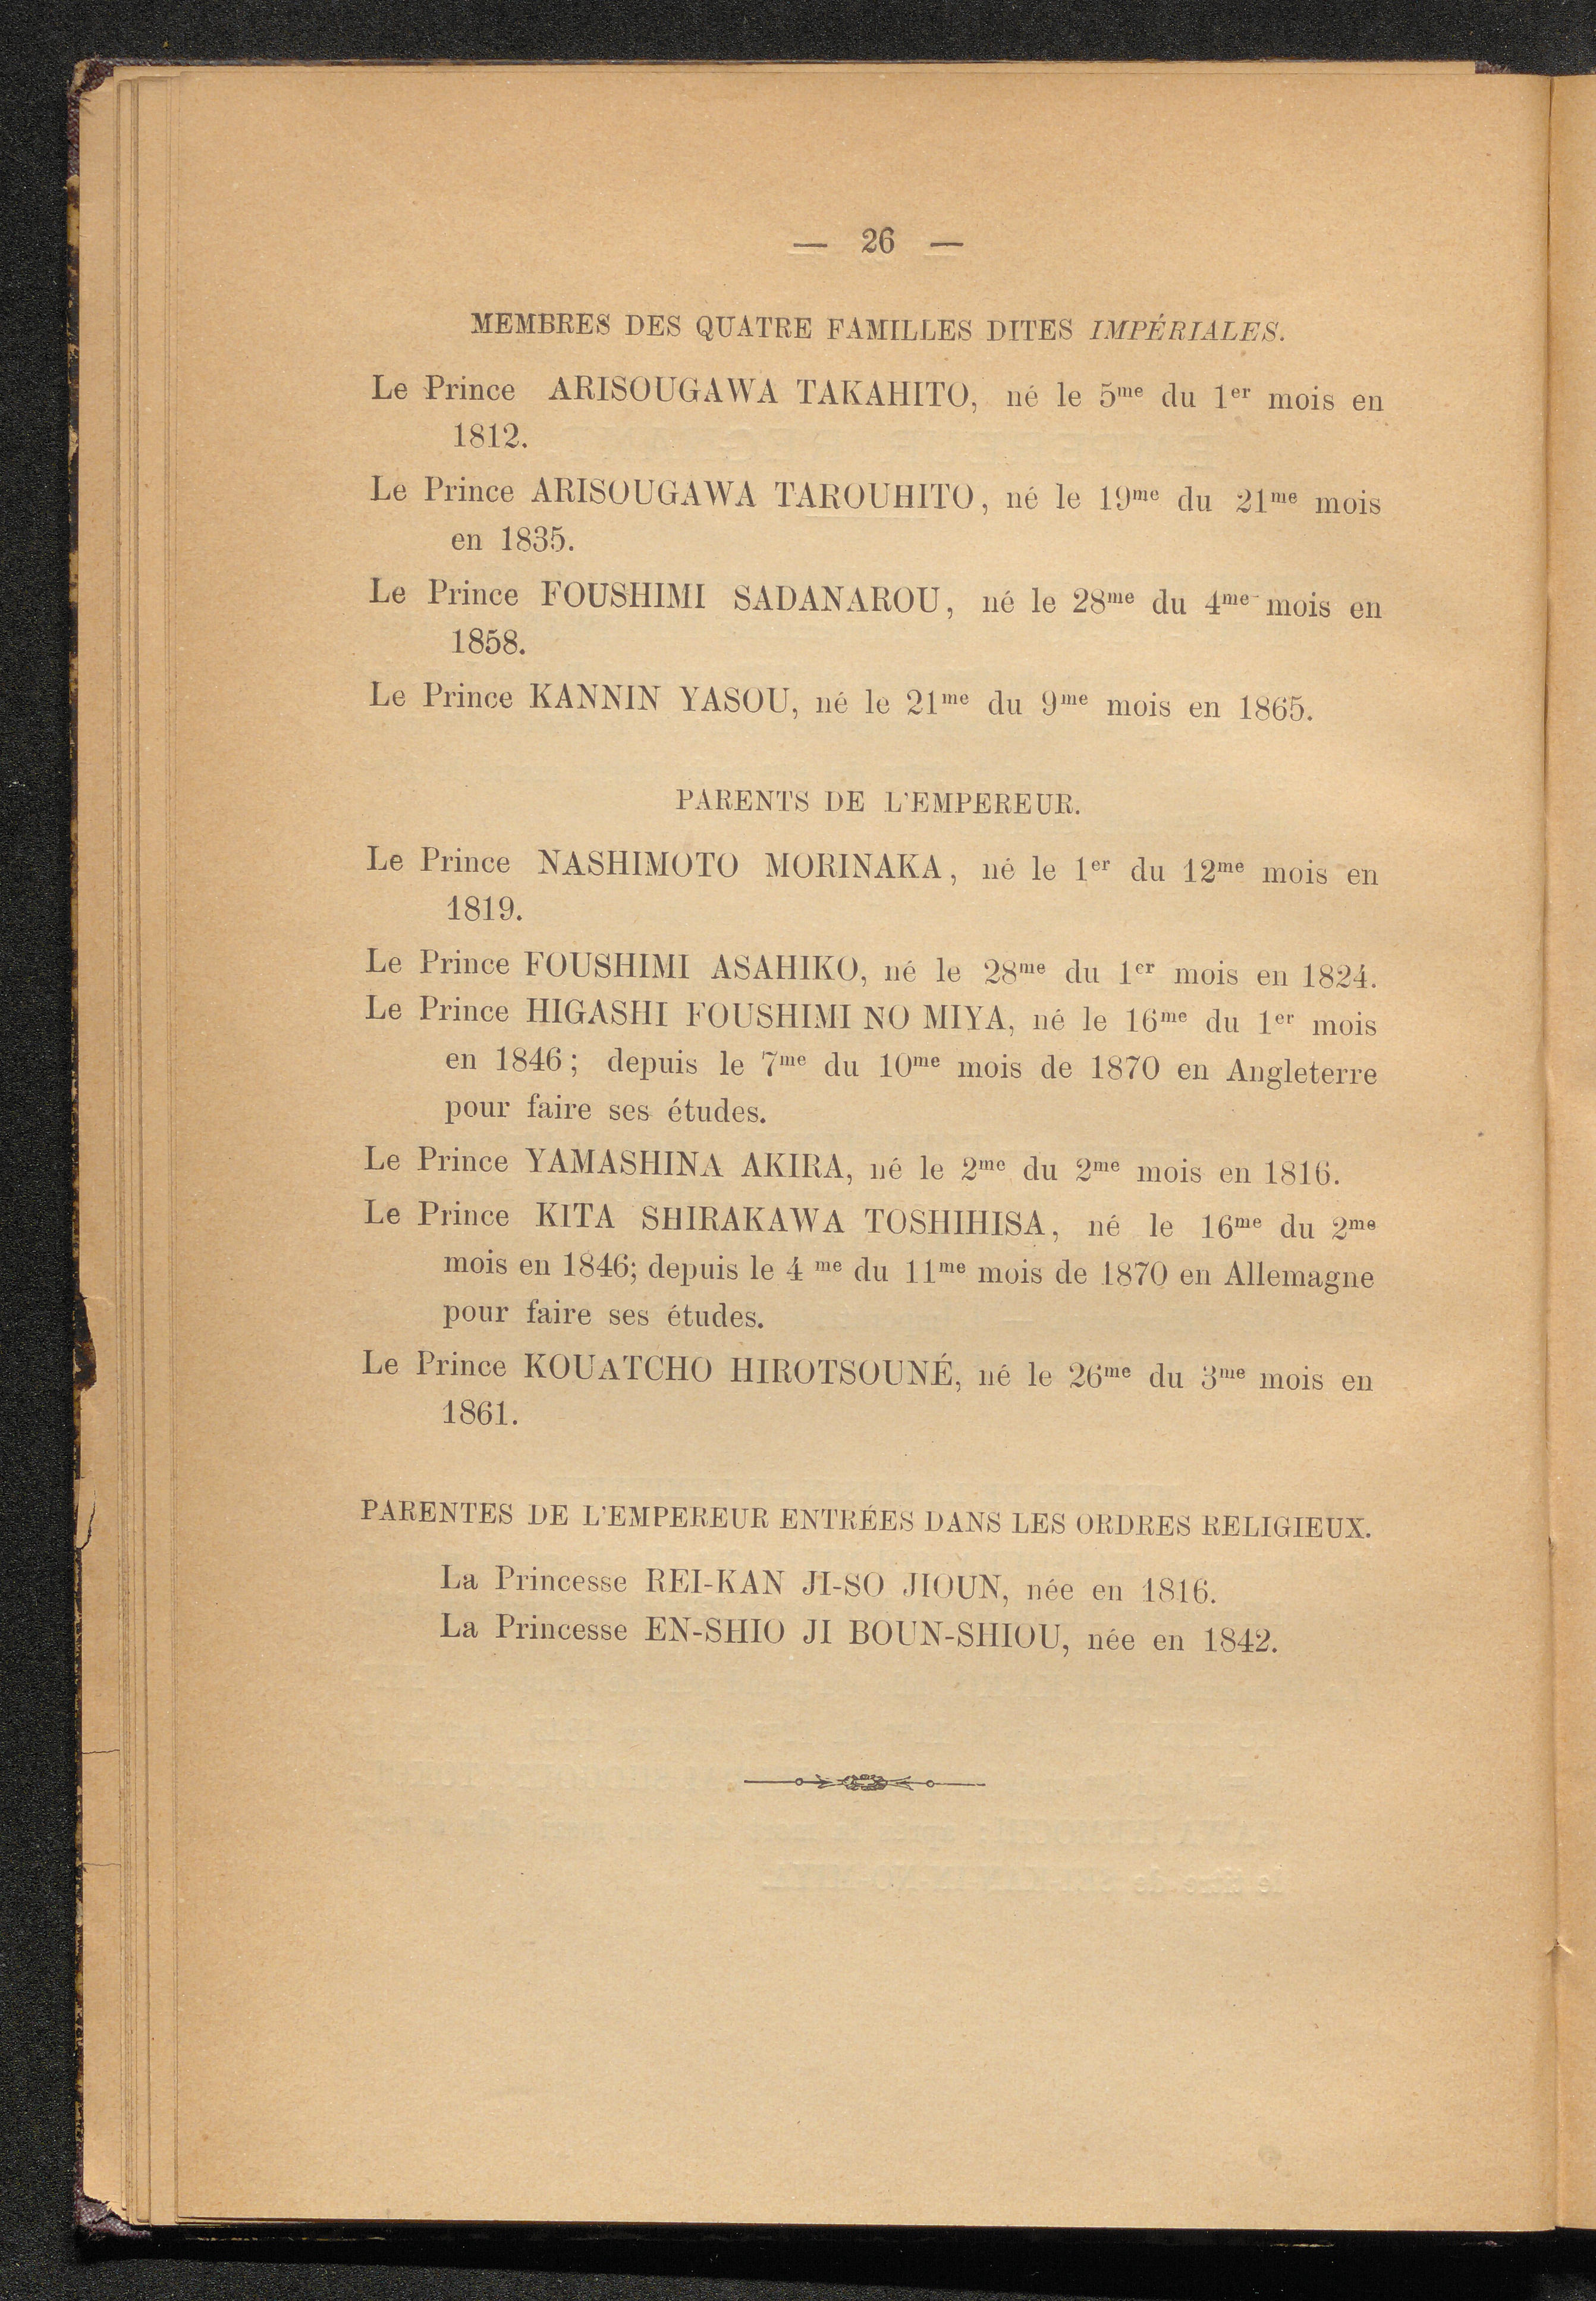 — 26 —
MEMBRES DES QUATRE FAMILLES DITES IMPÉRIALES.
Le Prince ARISOUGAWA TAKAHITO, né le 5me du 1er mois en
1812.
Le Prince ARISOUGAWA TAROUHITO, né le 19me du 21me mois
en 1835.
Le Prince FOUSHIMI SADANAROU, né le 28me du 4me mois en
1858.
Le Prince KANNIN YASOU, né le 21me du 9me mois en 1865.
PARENTS DE L'EMPEREUR.
Le Prince NASHIMOTO MORINAKA, né le 1er du 12me mois en
1819.
Le Prince FOUSHIMI ASAHIKO, né le 28me du 1er mois en 1824.
Le Prince HIGASHI FOUSHIMI NO MIYA, né le 16me du 1er mois
en 1846; depuis le 7me du 10me mois de 1870 en Angleterre
pour faire ses études.
Le Prince YAMASHINA AKIRA, né le 2me du 2me mois en 1816.
Le Prince KITA SHIRAKAWA TOSHIHISA, né le 16me du 2me
mois en 1846; depuis le 4 me du 11me mois de 1870 en Allemagne
pour faire ses études.
Le Prince KOUATCHO HIROTSOUNÉ, né le 26me du 3me mois en
1861.
PARENTES DE L'EMPEREUR ENTRÉES DANS LES ORDRES RELIGIEUX.
La Princesse REI-KAN JI-SO JIOUN, née en 1816.
La Princesse EN-SHIO JI BOUN-SHIOU, née en 1842.